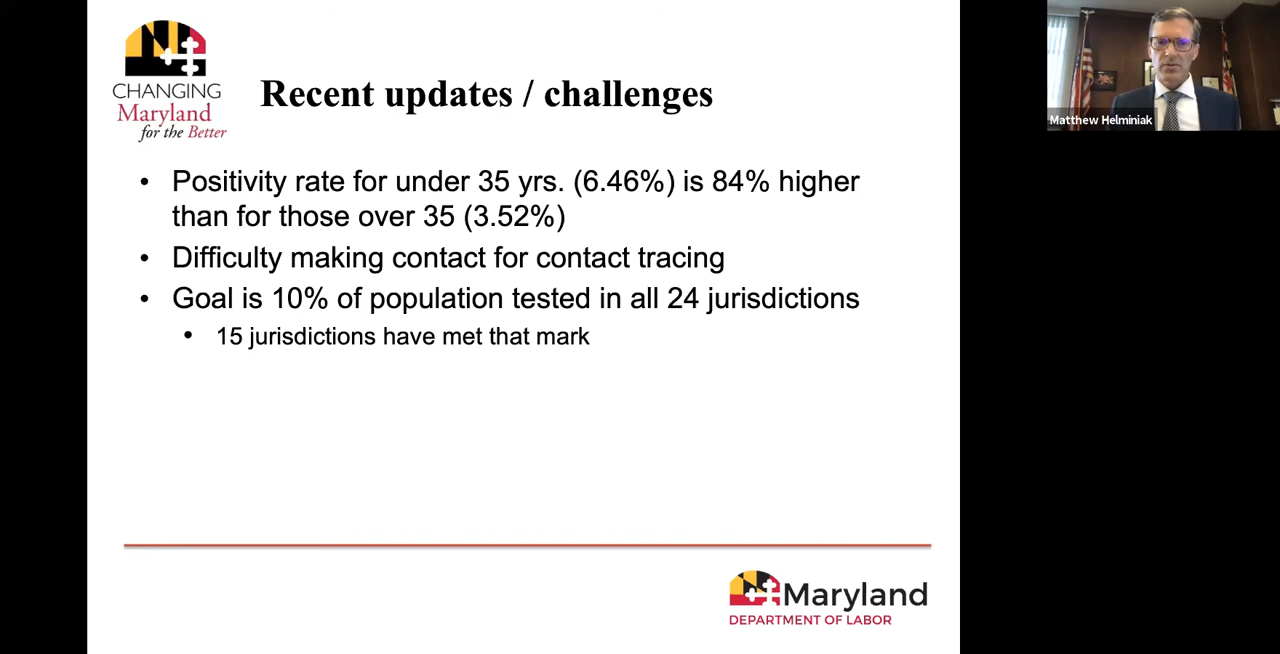 CHANGING
Maryland
for the Better
Recent updates / challenges
Matthew Helminiak
• Positivity rate for under 35 yrs. (6.46%) is 84% higher
than for those over 35 (3.52%)
• Difficulty making contact for contact tracing
• Goal is 10% of population tested in all 24 jurisdictions
• 15 jurisdictions have met that mark
Maryland
DEPARTMENT OF LABOR